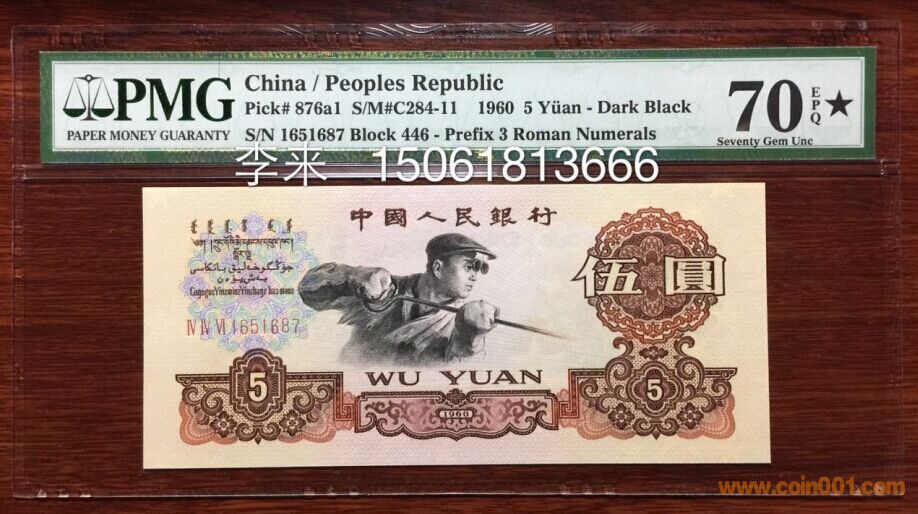 PMG
PAPER MONEY GUARANTY
China / Peoples Republic
Pick# 876a1 S/M#C284-11 1960 5 Yüan - Dark Black
S/N 1651687 Block 446 - Prefix 3 Roman Numerals
70 EPQ ★
Seventy Gem Unc
李来 15061813666
中國人民銀行
伍圓
IV IV VI 1651687
WU YUAN
5
1960
5
www.coin001.com